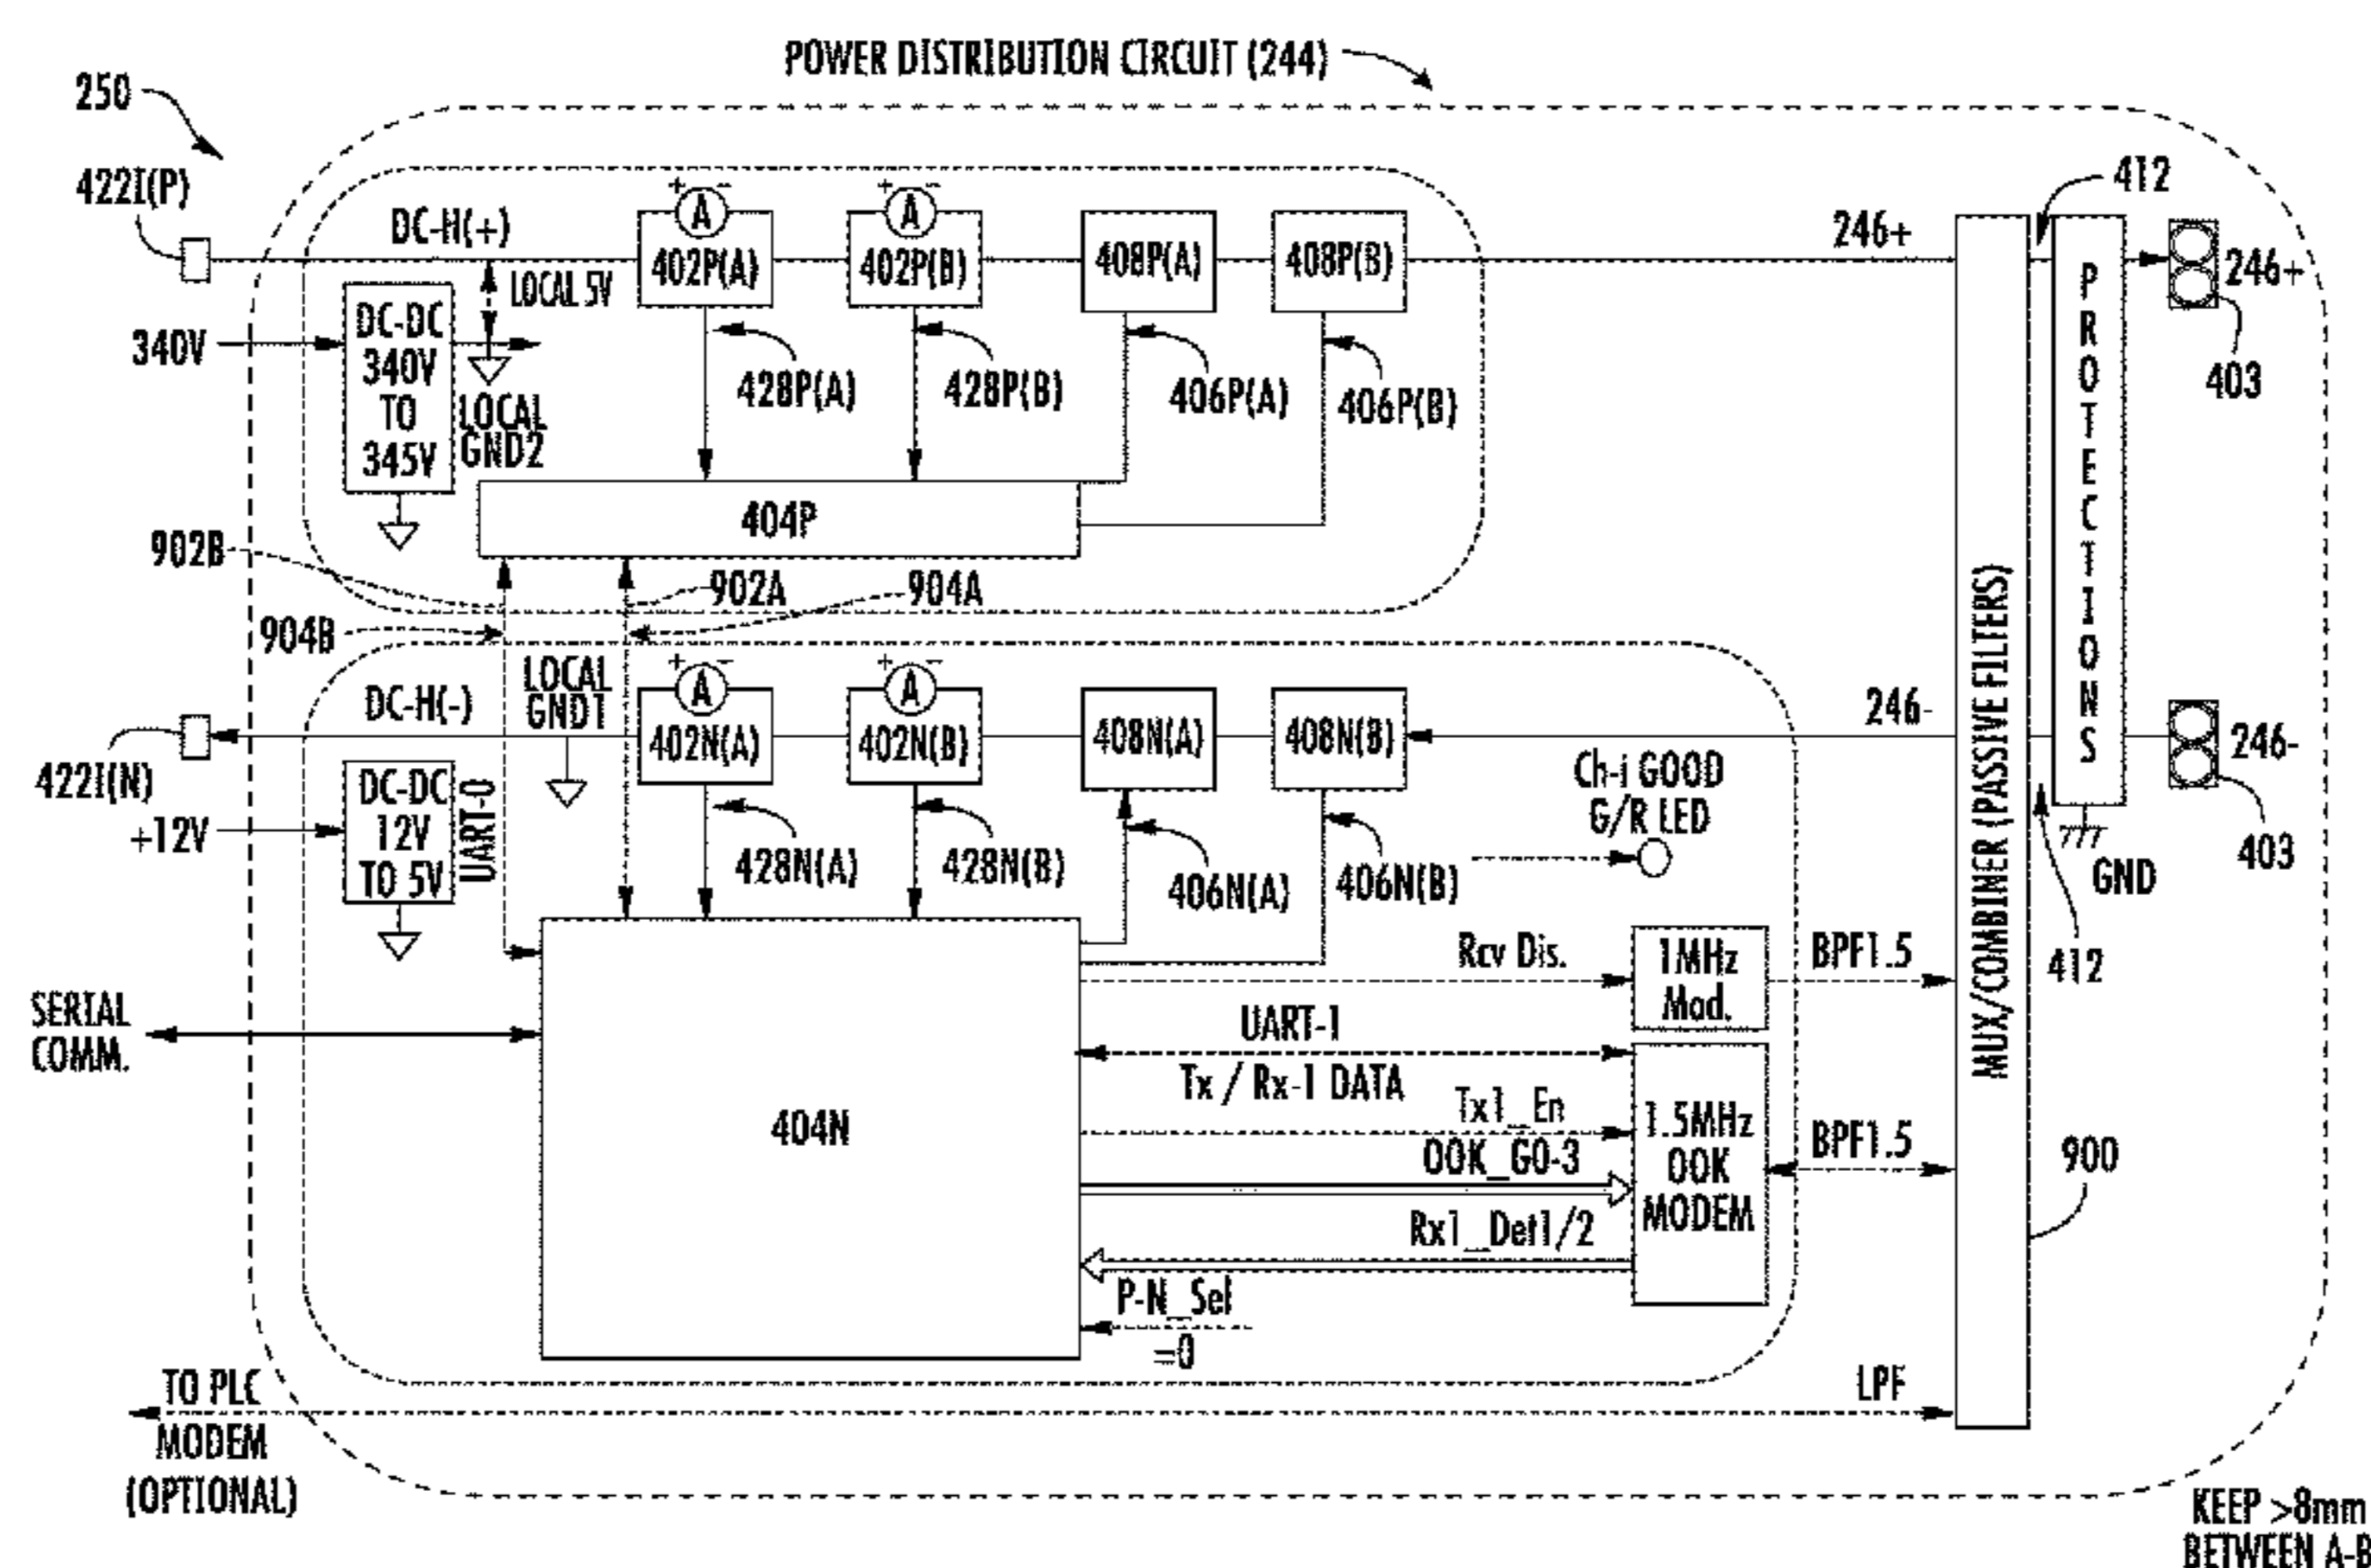 POWER DISTRIBUTION CIRCUIT (244)
250
422I(P)
DC-H(+)
LOCAL 5V
+ A -
402P(A)
+ A -
402P(B)
408P(A)
408P(B)
246+
412
246+
403
340V
DC-DC
340V
TO
345V
LOCAL
GND2
428P(A)
428P(B)
406P(A)
406P(B)
404P
PROTECTIONS
902B
902A
904A
904B
LOCAL
GND1
DC-H(-)
422I(N)
+ A -
402N(A)
+ A -
402N(B)
408N(A)
408N(B)
246-
246-
403
+12V
DC-DC
12V
TO 5V
UART-0
428N(A)
428N(B)
406N(A)
406N(B)
Ch-i GOOD
G/R LED
GND
412
MUX/COMBINER (PASSIVE FILTERS)
SERIAL
COMM.
404N
Rcv Dis.
1MHz
Mod.
BPF1.5
UART-1
Tx / Rx-1 DATA
Tx1_En
OOK_G0-3
Rx1_Det1/2
1.5MHz
OOK
MODEM
BPF1.5
900
P-N_Sel
=0
TO PLC
MODEM
(OPTIONAL)
LPF
KEEP >8mm
BETWEEN A-B